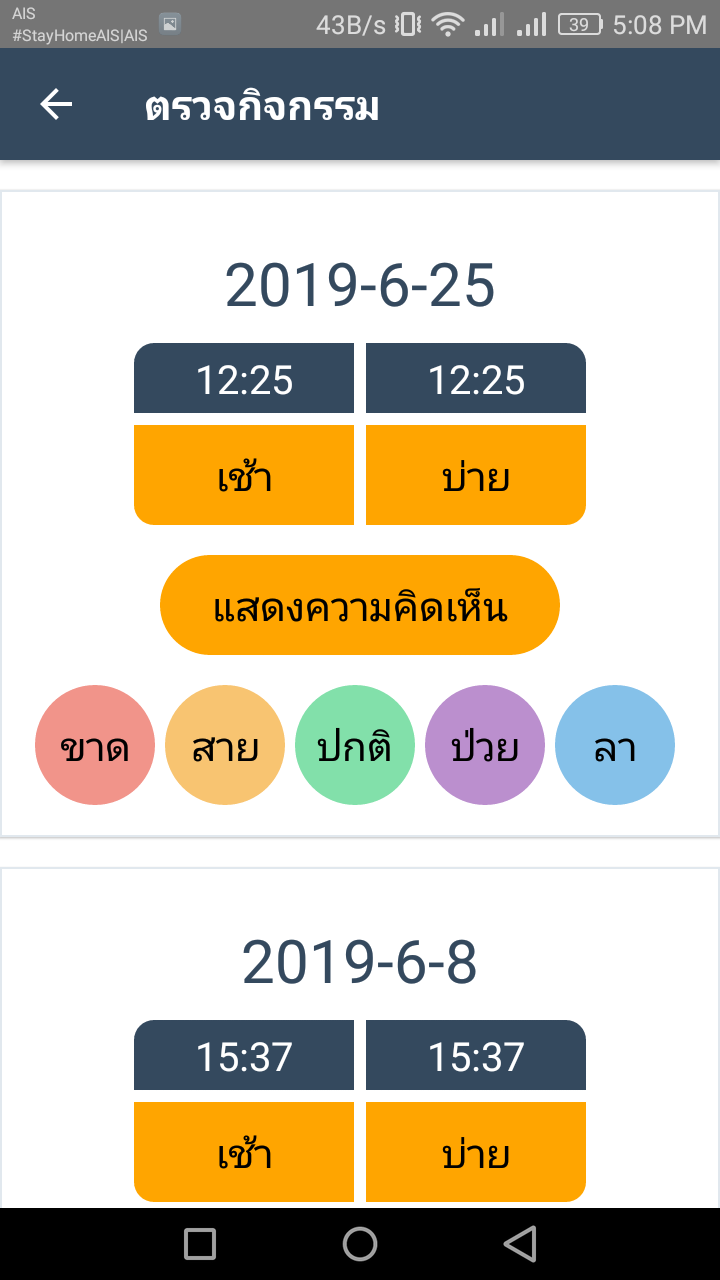 AIS
#StayHomeAIS|AIS
43B/s 39 5:08 PM
ตรวจกิจกรรม
2019-6-25
12:25 12:25
เช้า บ่าย
แสดงความคิดเห็น
ขาด สาย ปกติ ป่วย ลา
2019-6-8
15:37 15:37
เช้า บ่าย